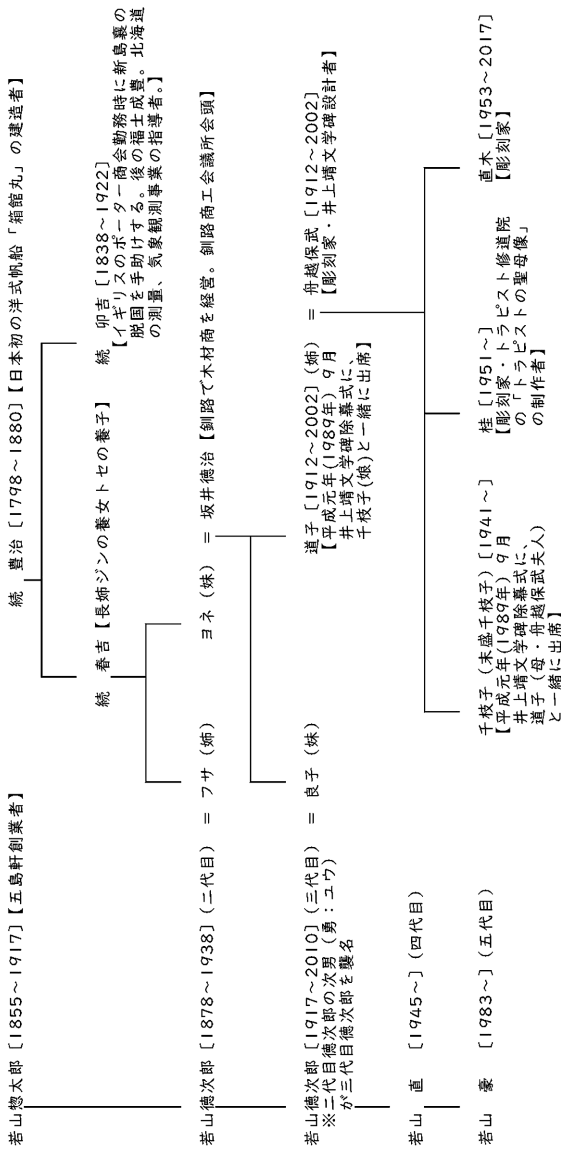 若山惣太郎［1855～1917］【五島軒創業者】
続　豊治［1798～1880］【日本初の洋式帆船「箱館丸」の建造者】
続　春吉【長姉ジンの養女トセの養子】
続　卯吉［1838～1922］
【イギリスのポーター商会勤務時に新島襄の
脱国を手助けする。後の福士成豊。北海道
の測量、気象観測事業の指導者。】
若山徳次郎［1878～1938］（二代目）＝ フサ（姉）
ヨネ（妹）＝ 坂井徳治【釧路で木材商を経営。釧路商工会議所会頭】
若山徳次郎［1917～2010］（三代目）＝ 良子（妹）
※二代目徳次郎の次男（勇：ユウ）
が三代目徳次郎を襲名
道子［1912～2002］（姉）＝ 舟越保武［1912～2002］
【平成元年(1989年）9月
井上靖文学碑除幕式に、
千枝子(娘)と一緒に出席】
【彫刻家・井上靖文学碑設計者】
若山　直　［1945～］（四代目）
若山　豪　［1983～］（五代目）
千枝子（末盛千枝子）［1941～］
【平成元年(1989年）9月
井上靖文学碑除幕式に、
道子（母・舟越保武夫人）
と一緒に出席】
桂［1951～］
【彫刻家・トラピスト修道院
の「トラピストの聖母像」
の制作者】
直木［1953～2017］
【彫刻家】